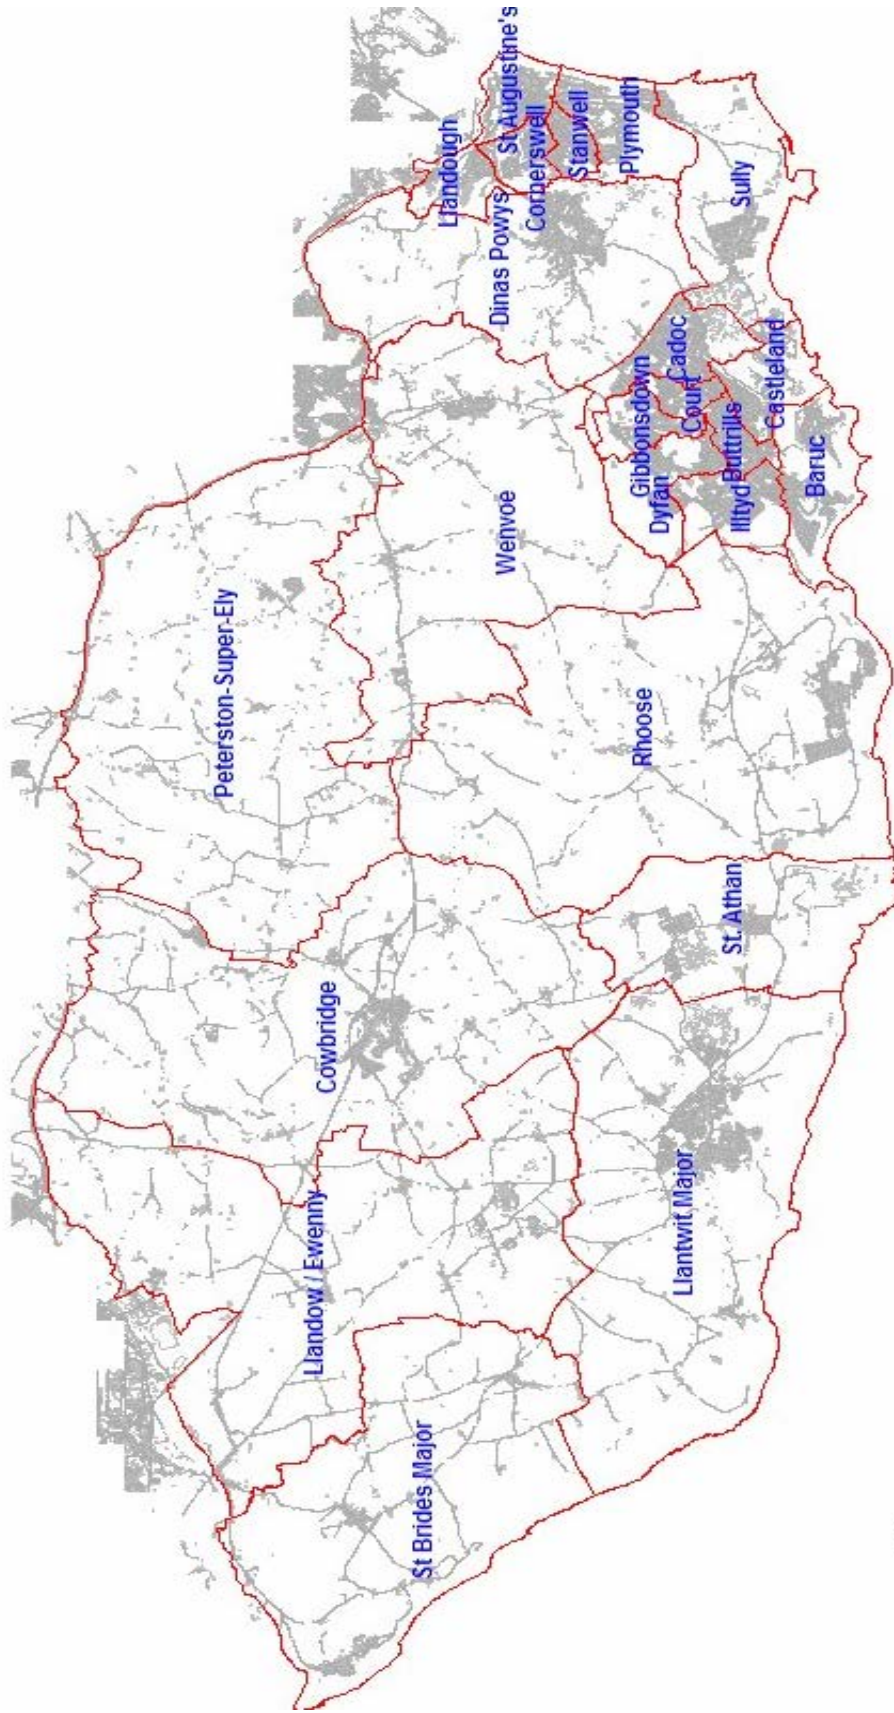 St Brides Major
Llandow / Ewenny
Llantwit Major
Cowbridge
St. Athan
Peterston-Super-Ely
Rhoose
Wenvoe
Dyfan
Gibbonsdown
Illtyd
Buttrills
Court
Cadoc
Castleland
Baruc
Dinas Powys
Llandough
St Augustine's
Cornerswell
Stanwell
Plymouth
Sully